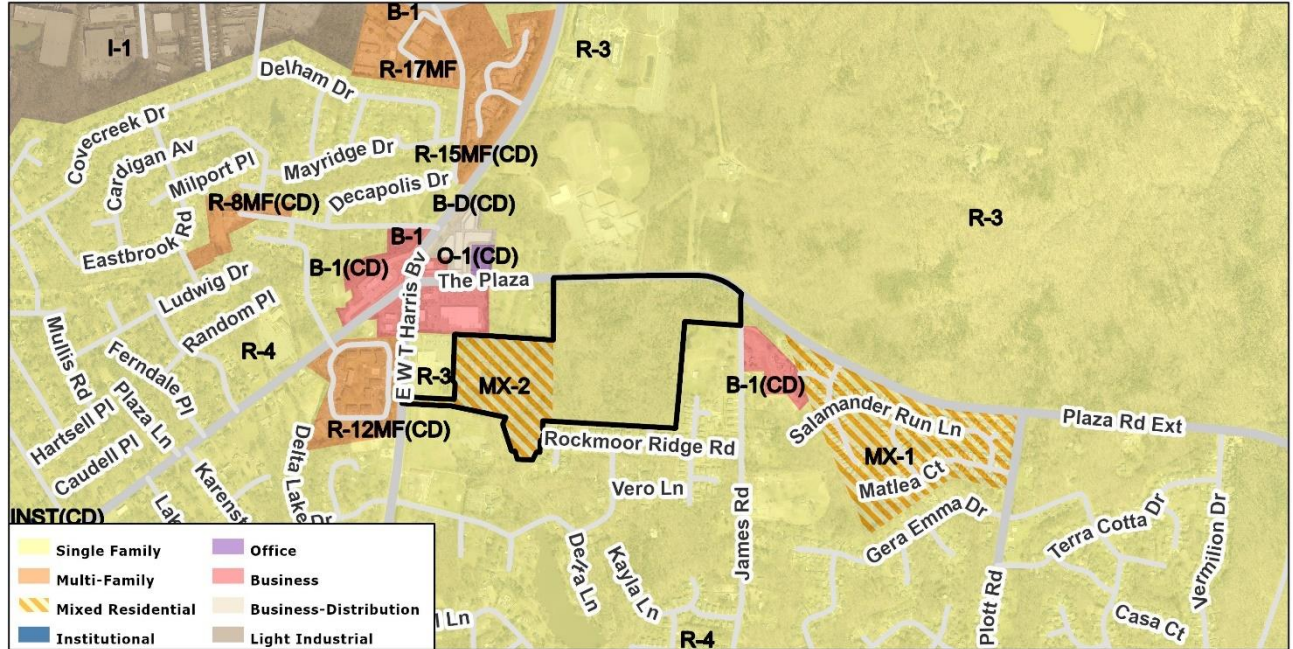 B-1
I-1
R-3
R-17MF
Delham Dr
Covecreek Dr
Cardigan Av
Milport Pl
Mayridge Dr
R-15MF(CD)
Decapolis Dr
R-8MF(CD)
B-D(CD)
R-3
Eastbrook Rd
B-1
O-1(CD)
B-1(CD)
The Plaza
Ludwig Dr
E W T Harris Bv
Random Pl
Mullis Rd
R-4
Ferndale Pl
R-3
MX-2
B-1(CD)
Plaza Ln
Hartsell Pl
Salamander Run Ln
Plaza Rd Ext
R-12MF(CD)
Rockmoor Ridge Rd
Caudell Pl
MX-1
Matlea Ct
Delta Lake Dr
Karenst
Vero Ln
James Rd
Lak
Gera Emma Dr
Terra Cotta Dr
Vermilion Dr
INST(CD)
Delta Ln
Kayla Ln
Plott Rd
Casa Ct
l Ln
R-4
Single Family
Multi-Family
Mixed Residential
Institutional
Office
Business
Business-Distribution
Light Industrial